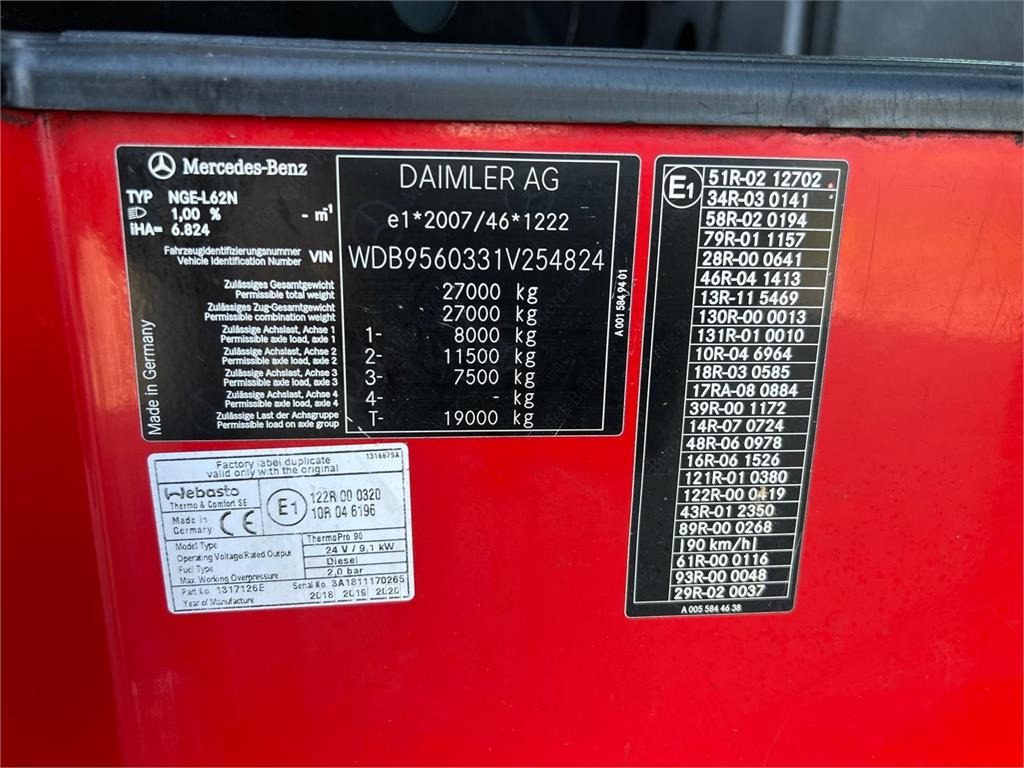 Mercedes-Benz
TYP NGE-L62N
1,00 % - m⁻¹
iHA= 6.824
Fahrzeugidentifizierungsnummer
Vehicle Identification Number VIN
Zulässiges Gesamtgewicht
Permissible total weight
Zulässiges Zug-Gesamtgewicht
Permissible combination weight
Zulässige Achslast, Achse 1
Permissible axle load, axle 1
Zulässige Achslast, Achse 2
Permissible axle load, axle 2
Zulässige Achslast, Achse 3
Permissible axle load, axle 3
Zulässige Achslast, Achse 4
Permissible axle load, axle 4
Zulässige Last der Achsgruppe
Permissible load on axle group
Made in Germany
DAIMLER AG
e1*2007/46*1222
WDB9560331V254824
27000 kg
27000 kg
1- 8000 kg
2- 11500 kg
3- 7500 kg
4- - kg
T- 19000 kg
A 001 584 94 01
E1
51R-02 12702
34R-03 0141
58R-02 0194
79R-01 1157
28R-00 0641
46R-04 1413
13R-11 5469
130R-00 0013
131R-01 0010
10R-04 6964
18R-03 0585
17RA-08 0884
39R-00 1172
14R-07 0724
48R-06 0978
16R-06 1526
121R-01 0380
122R-00 0419
43R-01 2350
89R-00 0268
|90 km/h|
61R-00 0116
93R-00 0048
29R-02 0037
A 005 584 46 38
Factory label duplicate 1316679A
valid only with the original
Webasto
Thermo & Comfort SE
Made in
Germany CE
E1
122R 00 0320
10R 04 6196
Model Type ThermoPro 90
Operating Voltage/Rated Output 24 V / 9,1 kW
Fuel Type Diesel
Max. Working Overpressure 2,0 bar
Part No. 1317126E Serial No. 3A1811170265
Year of Manufacture 2018 2019 2020